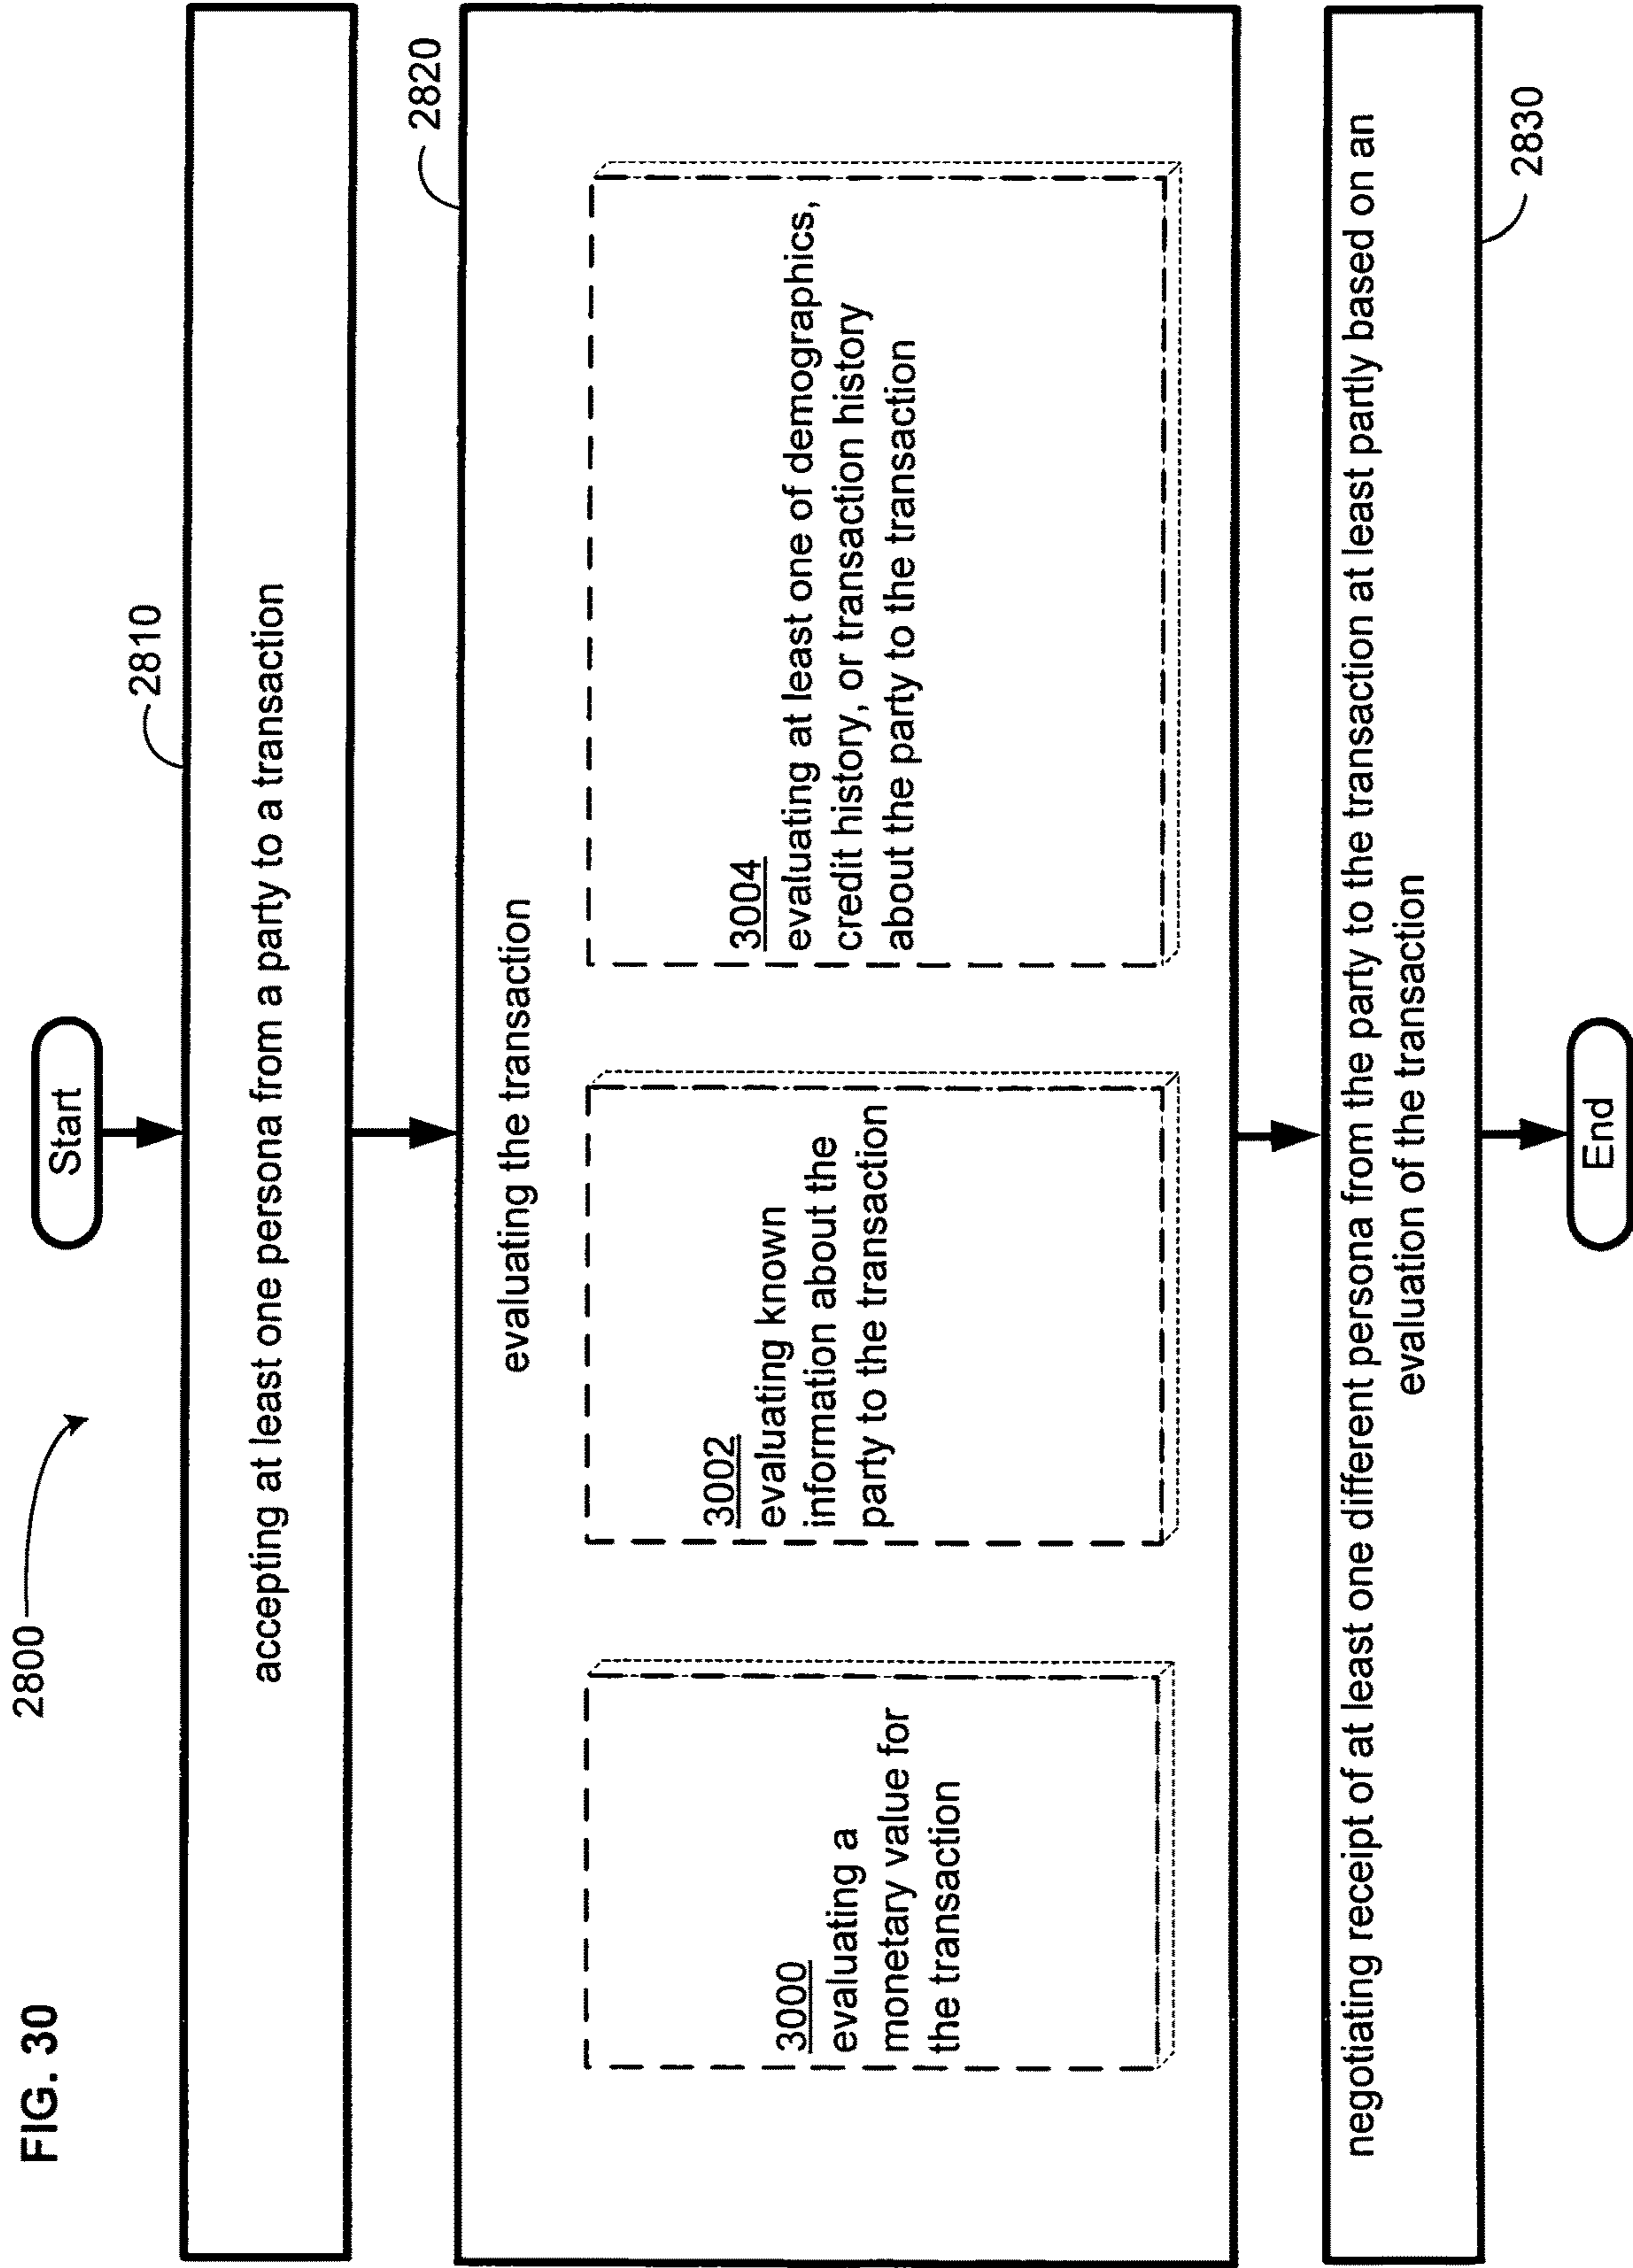 FIG. 30
2800
Start
2810
accepting at least one persona from a party to a transaction
2820
evaluating the transaction
3000
evaluating a
monetary value for
the transaction
3002
evaluating known
information about the
party to the transaction
3004
evaluating at least one of demographics,
credit history, or transaction history
about the party to the transaction
negotiating receipt of at least one different persona from the party to the transaction at least partly based on an
evaluation of the transaction
2830
End